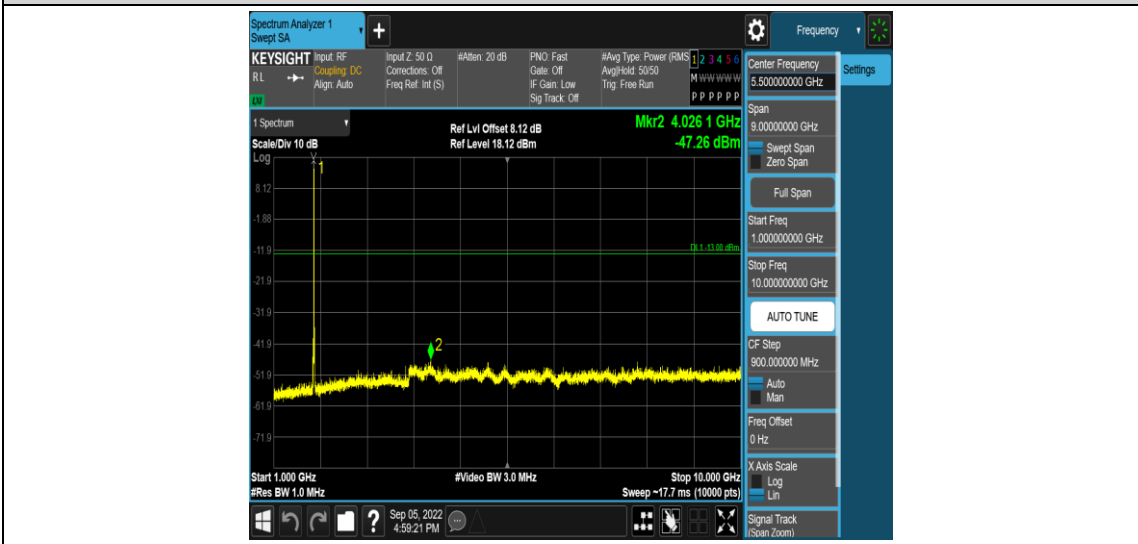 Spectrum Analyzer 1
Swept SA
+
Frequency
KEYSIGHT
RL
LXI
Input: RF
Coupling: DC
Align: Auto
Input Z: 50 Ω
Corrections: Off
Freq Ref: Int (S)
#Atten: 20 dB
PNO: Fast
Gate: Off
IF Gain: Low
Sig Track: Off
#Avg Type: Power (RMS
Avg|Hold: 50/50
Trig: Free Run
1 2 3 4 5 6
M W W W W W
P P P P P P
Center Frequency
5.500000000 GHz
Settings
1 Spectrum
Scale/Div 10 dB
Log
Ref Lvl Offset 8.12 dB
Ref Level 18.12 dBm
Mkr2 4.026 1 GHz
-47.26 dBm
Span
9.00000000 GHz
Swept Span
Zero Span
Full Span
Start Freq
1.000000000 GHz
Stop Freq
10.000000000 GHz
AUTO TUNE
CF Step
900.000000 MHz
Auto
Man
Freq Offset
0 Hz
X Axis Scale
Log
Lin
Signal Track
(Span Zoom)
1
8.12
-1.88
-11.9
DL1 -13.00 dBm
-21.9
-31.9
-41.9
2
-51.9
-61.9
-71.9
Start 1.000 GHz
#Video BW 3.0 MHz
Stop 10.000 GHz
#Res BW 1.0 MHz
Sweep ~17.7 ms (10000 pts)
?
Sep 05, 2022
4:59:21 PM